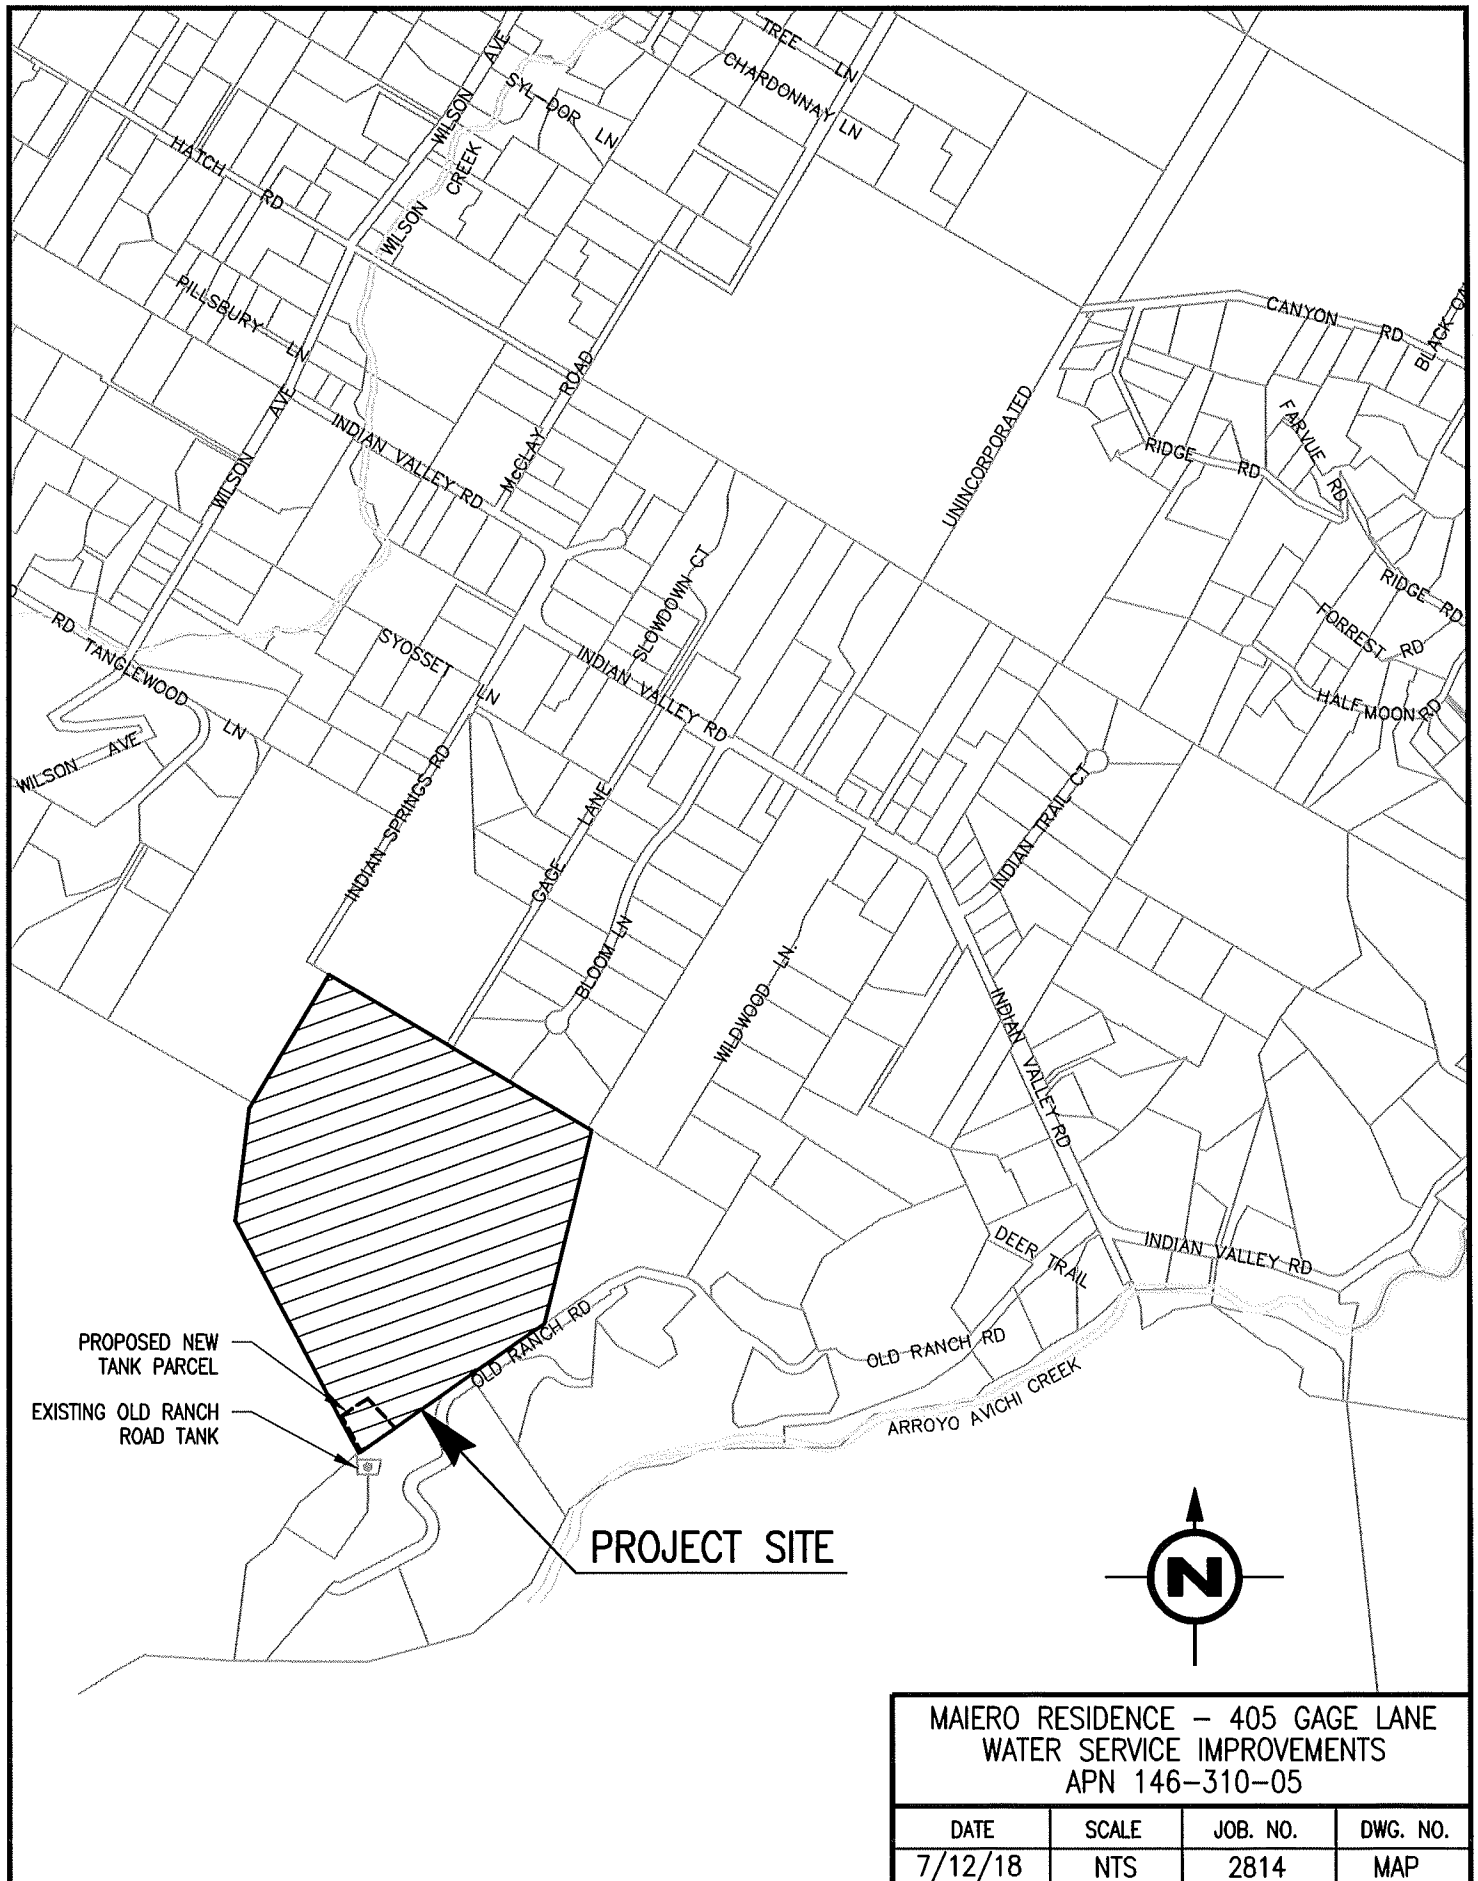 TREE LN
CHARDONNAY LN
WILSON AVE
SYL-DOR LN
WILSON CREEK
HATCH RD
PILLSBURY LN
CANYON RD
McCLAY ROAD
WILSON AVE
INDIAN VALLEY RD
UNINCORPORATED
FARVUE RD
RIDGE RD
SLOWDOWN CT
RIDGE RD
FORREST RD
RD
TANGLEWOOD LN
SYOSSET LN
INDIAN VALLEY RD
HALF MOON RD
WILSON AVE
INDIAN SPRINGS RD
GAGE LANE
INDIAN TRAIL CT
BLOOM LN
WILDWOOD LN.
INDIAN VALLEY RD
DEER TRAIL
INDIAN VALLEY RD
OLD RANCH RD
OLD RANCH RD
ARROYO AVICHI CREEK
PROPOSED NEW
TANK PARCEL
EXISTING OLD RANCH
ROAD TANK
PROJECT SITE
N
MAIERO RESIDENCE – 405 GAGE LANE
WATER SERVICE IMPROVEMENTS
APN 146–310–05
DATE SCALE JOB. NO. DWG. NO.
7/12/18 NTS 2814 MAP